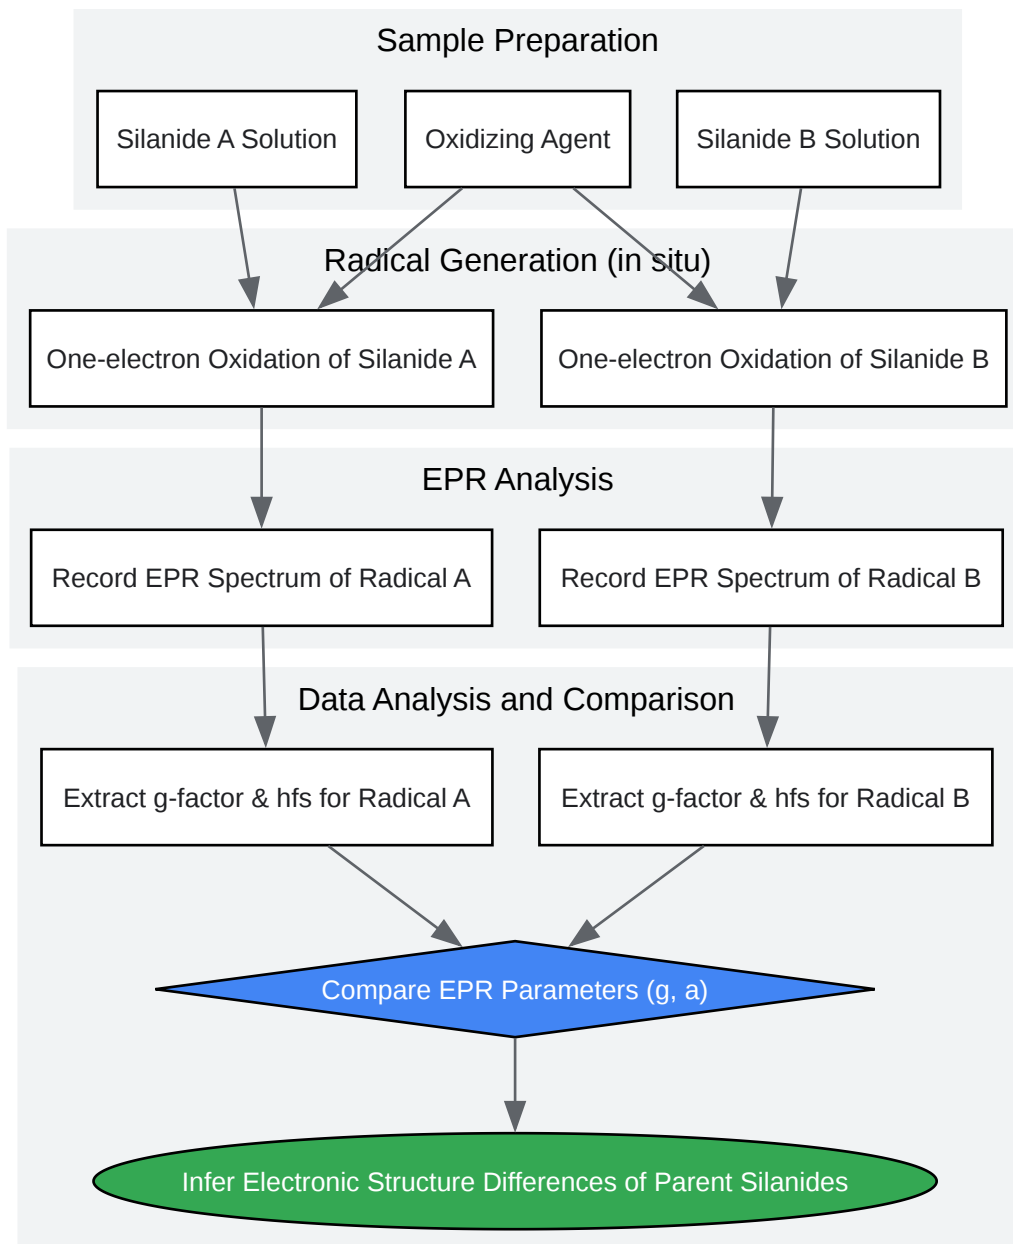 Sample Preparation
Silanide A Solution
Oxidizing Agent
Silanide B Solution
Radical Generation (in situ)
One-electron Oxidation of Silanide A
One-electron Oxidation of Silanide B
EPR Analysis
Record EPR Spectrum of Radical A
Record EPR Spectrum of Radical B
Data Analysis and Comparison
Extract g-factor & hfs for Radical A
Extract g-factor & hfs for Radical B
Compare EPR Parameters (g, a)
Infer Electronic Structure Differences of Parent Silanides